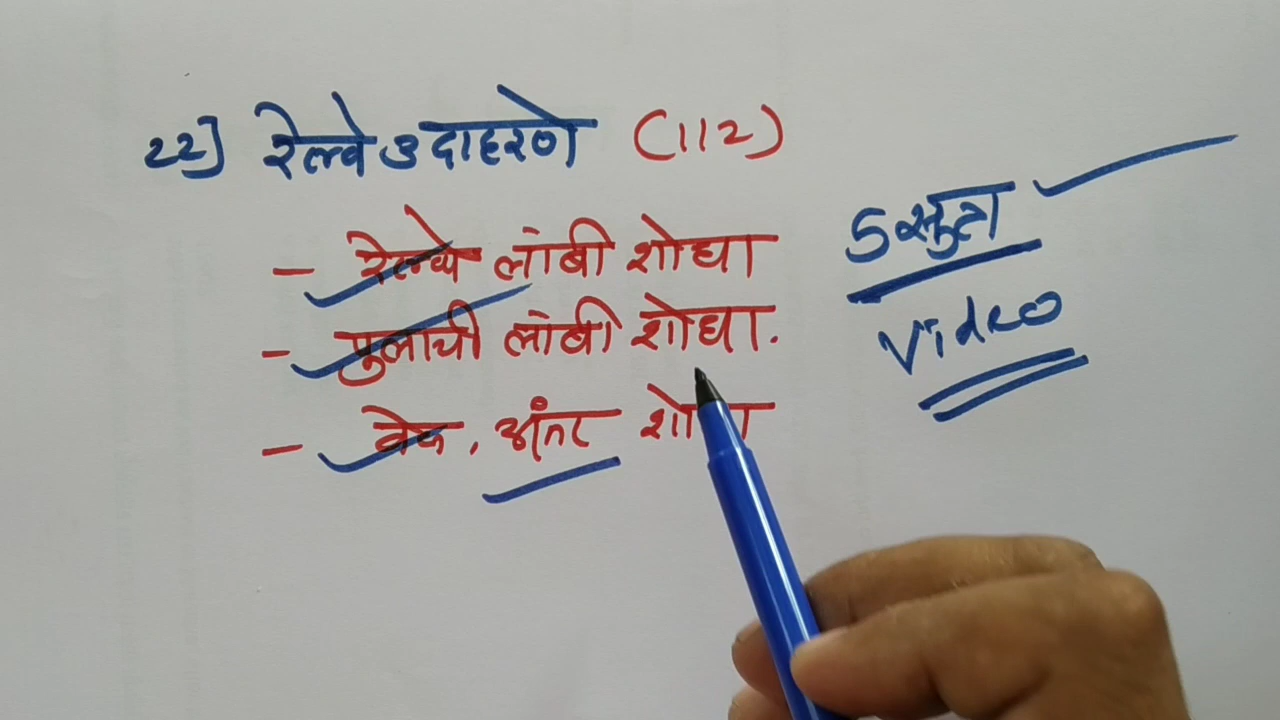 22] रेल्वे उदाहरणे (112)
- रेल्वे लांबी शोधा
- पुलाची लांबी शोधा.
- वेळ, अंतर
5 सुत्र
Video